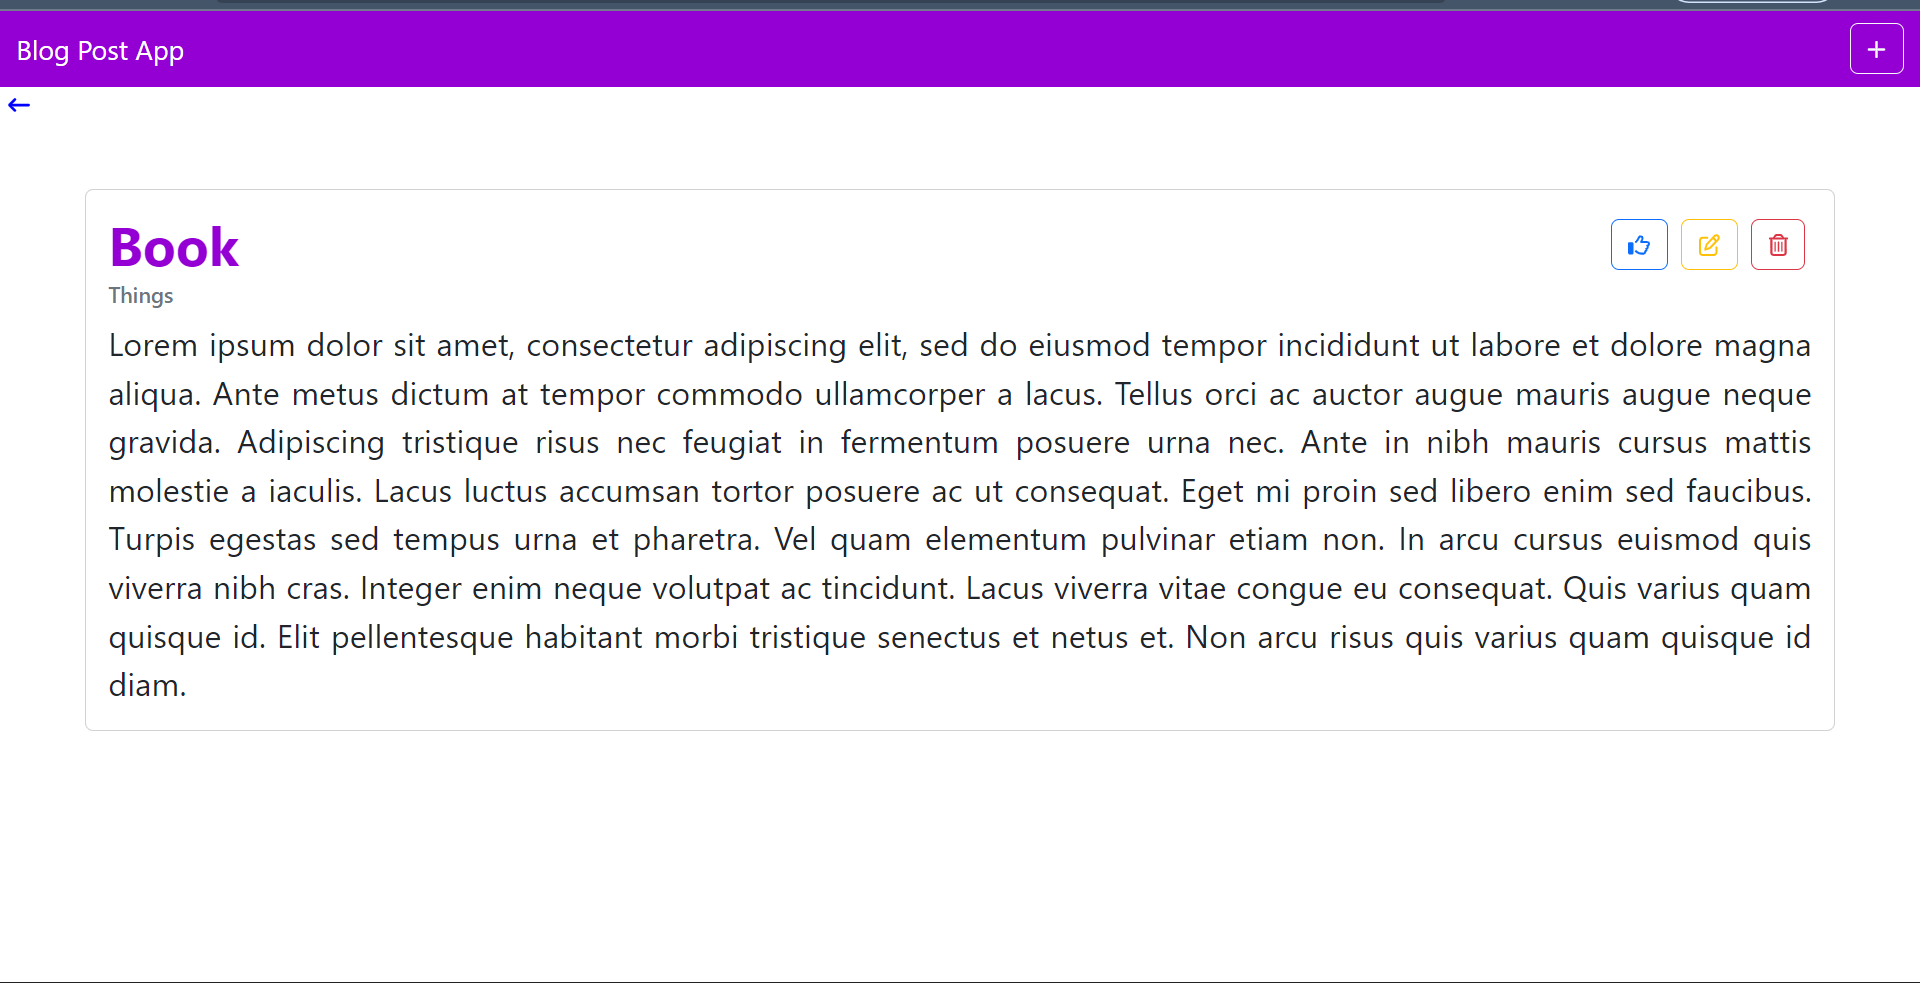 Blog Post App
Book
Things
Lorem ipsum dolor sit amet, consectetur adipiscing elit, sed do eiusmod tempor incididunt ut labore et dolore magna
aliqua. Ante metus dictum at tempor commodo ullamcorper a lacus. Tellus orci ac auctor augue mauris augue neque
gravida. Adipiscing tristique risus nec feugiat in fermentum posuere urna nec. Ante in nibh mauris cursus mattis
molestie a iaculis. Lacus luctus accumsan tortor posuere ac ut consequat. Eget mi proin sed libero enim sed faucibus.
Turpis egestas sed tempus urna et pharetra. Vel quam elementum pulvinar etiam non. In arcu cursus euismod quis
viverra nibh cras. Integer enim neque volutpat ac tincidunt. Lacus viverra vitae congue eu consequat. Quis varius quam
quisque id. Elit pellentesque habitant morbi tristique senectus et netus et. Non arcu risus quis varius quam quisque id
diam.